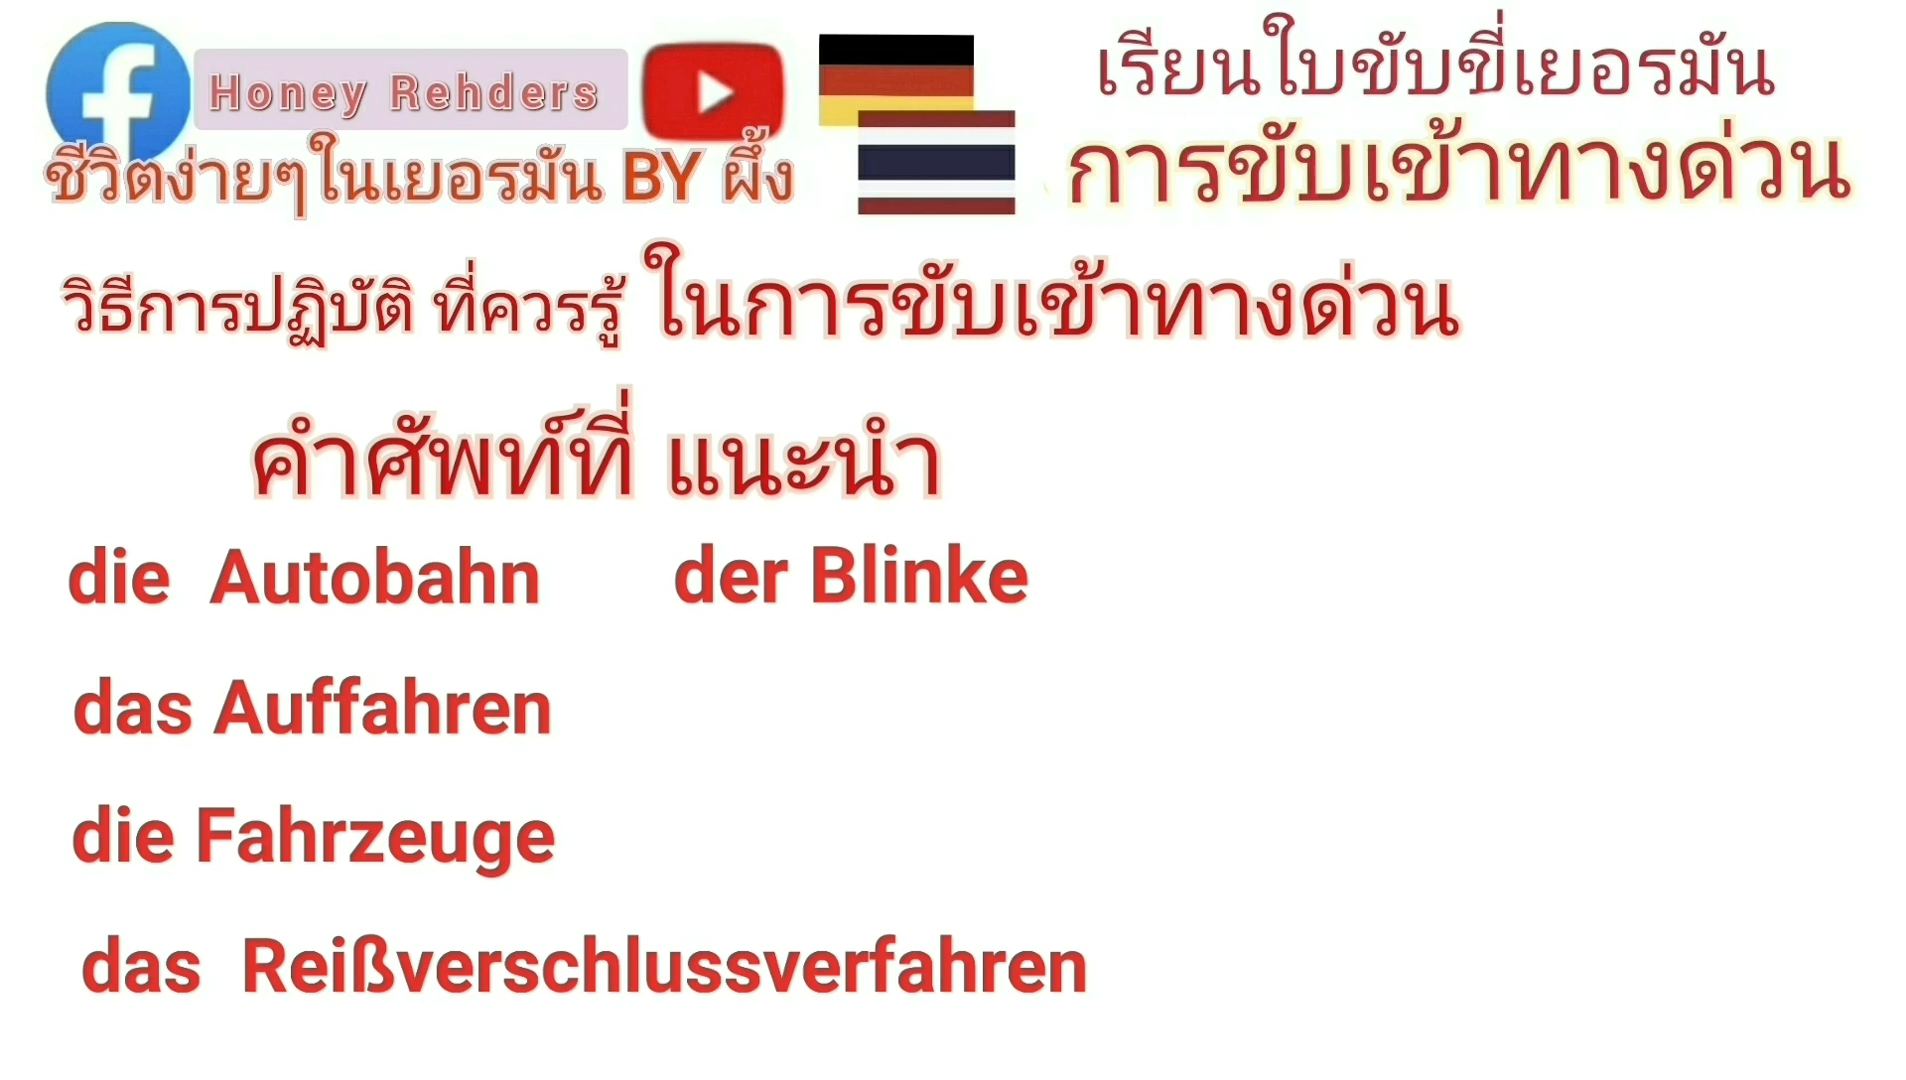 Honey Rehders
ชีวิตง่ายๆในเยอรมัน BY ผึ้ง
เรียนใบขับขี่เยอรมัน
การขับเข้าทางด่วน
วิธีการปฏิบัติ ที่ควรรู้ ในการขับเข้าทางด่วน
คำศัพท์ที่ แนะนำ
die Autobahn der Blinke
das Auffahren
die Fahrzeuge
das Reißverschlussverfahren